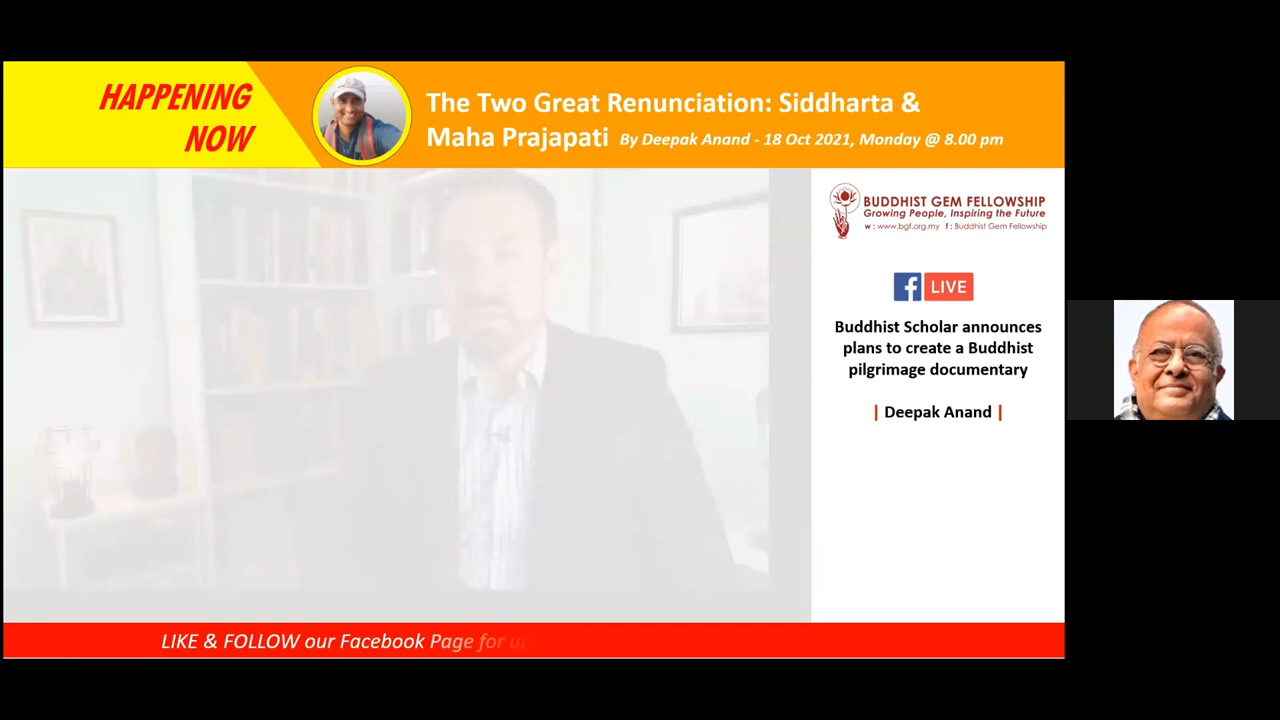 HAPPENING
NOW
The Two Great Renunciation: Siddharta &
Maha Prajapati By Deepak Anand - 18 Oct 2021, Monday @ 8.00 pm
BUDDHIST GEM FELLOWSHIP
Growing People, Inspiring the Future
w : www.bgf.org.my f : Buddhist Gem Fellowship
f LIVE
Buddhist Scholar announces
plans to create a Buddhist
pilgrimage documentary
| Deepak Anand |
LIKE & FOLLOW our Facebook Page for u